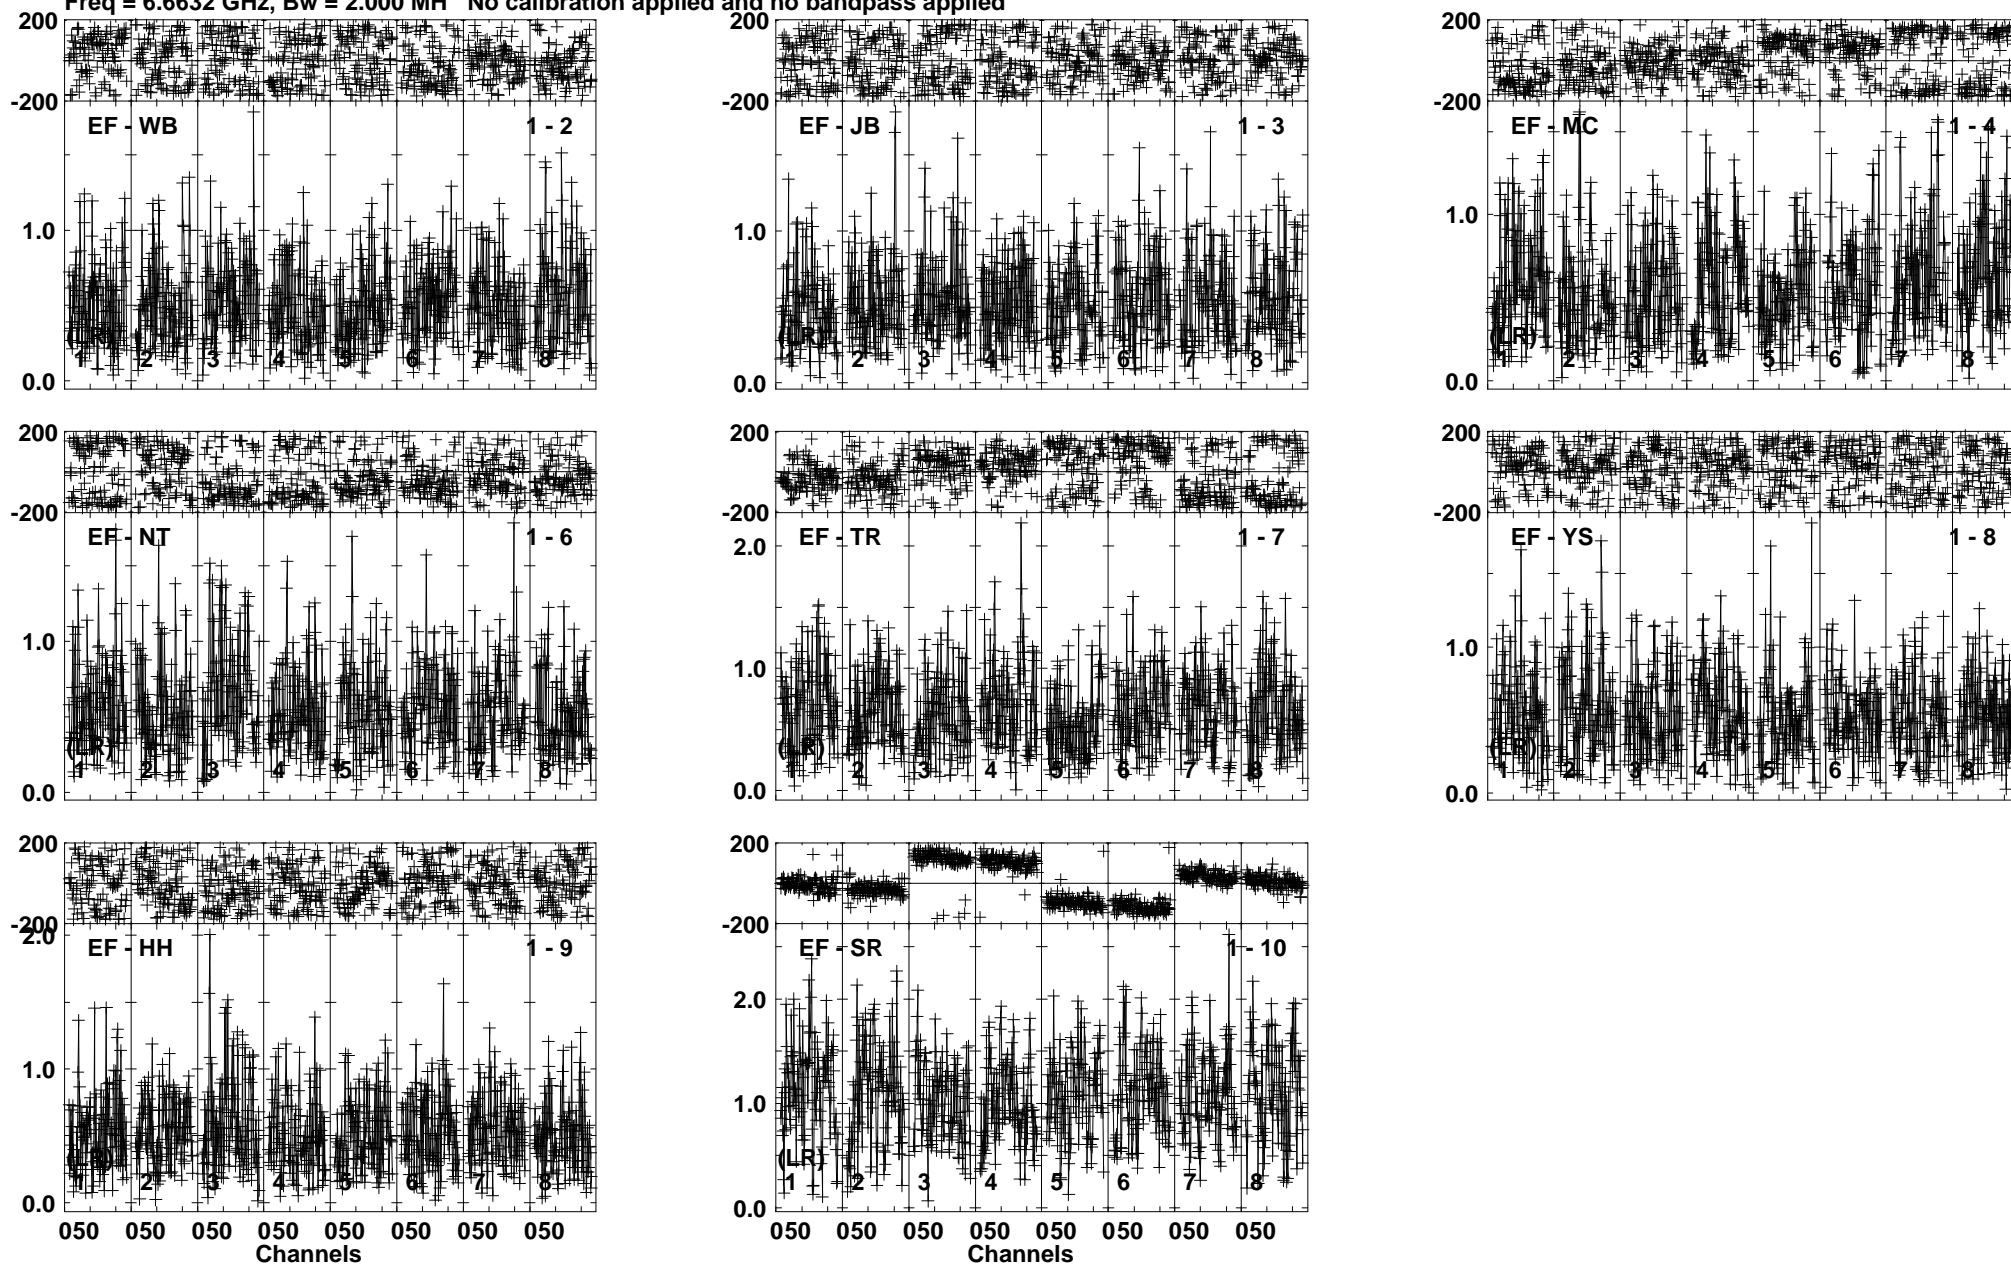 Freq = 6.6632 GHz, Bw = 2.000 MH No calibration applied and no bandpass applied
200
-200
EF - WB 1 - 2
1.0
(LR)
1 2 3 4 5 6 7 8
0.0
200
-200
EF - JB 1 - 3
1.0
(LR)
1 2 3 4 5 6 7 8
0.0
200
-200
EF - MC 1 - 4
1.0
(LR)
1 2 3 4 5 6 7 8
0.0
200
-200
EF - NT 1 - 6
1.0
(LR)
1 2 3 4 5 6 7 8
0.0
200
-200
EF - TR 1 - 7
2.0
1.0
(LR)
1 2 3 4 5 6 7 8
0.0
200
-200
EF - YS 1 - 8
1.0
(LR)
1 2 3 4 5 6 7 8
0.0
200
-200
2.0
EF - HH 1 - 9
1.0
(LR)
1 2 3 4 5 6 7 8
0.0
050 050 050 050 050 050 050 050
Channels
200
-200
EF - SR 1 - 10
2.0
1.0
(LR)
1 2 3 4 5 6 7 8
0.0
050 050 050 050 050 050 050 050
Channels